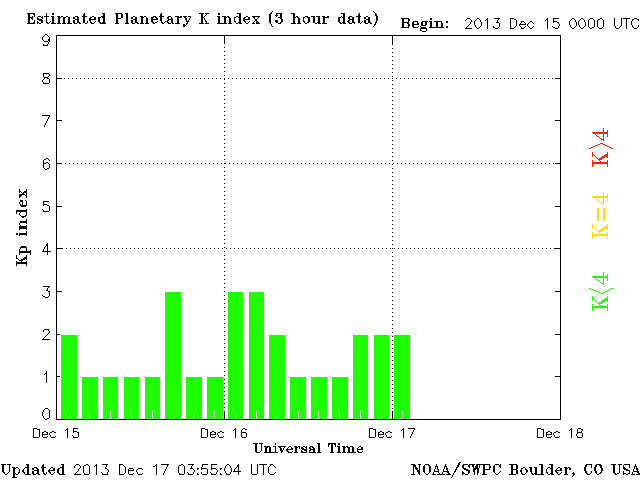 Estimated Planetary K index (3 hour data) Begin: 2013 Dec 15 0000 UTC
9
8
7
6
5
4
3
2
1
0
Kp index
K>4
K=4
K<4
Dec 15 Dec 16 Dec 17 Dec 18
Universal Time
Updated 2013 Dec 17 03:55:04 UTC NOAA/SWPC Boulder, CO USA